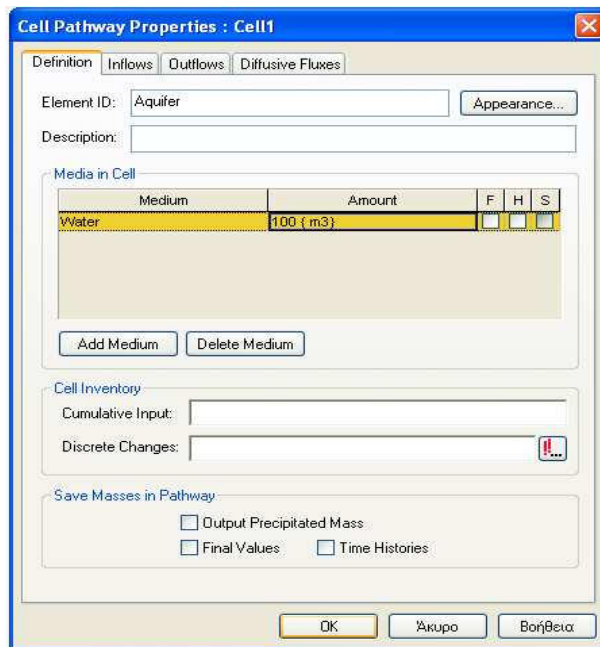 Cell Pathway Properties : Cell1
Definition Inflows Outflows Diffusive Fluxes
Element ID: Aquifer Appearance...
Description:
Media in Cell
Medium Amount F H S
Water 100 { m3}
Add Medium Delete Medium
Cell Inventory
Cumulative Input:
Discrete Changes:
Save Masses in Pathway
Output Precipitated Mass
Final Values Time Histories
OK Άκυρο Βοήθεια